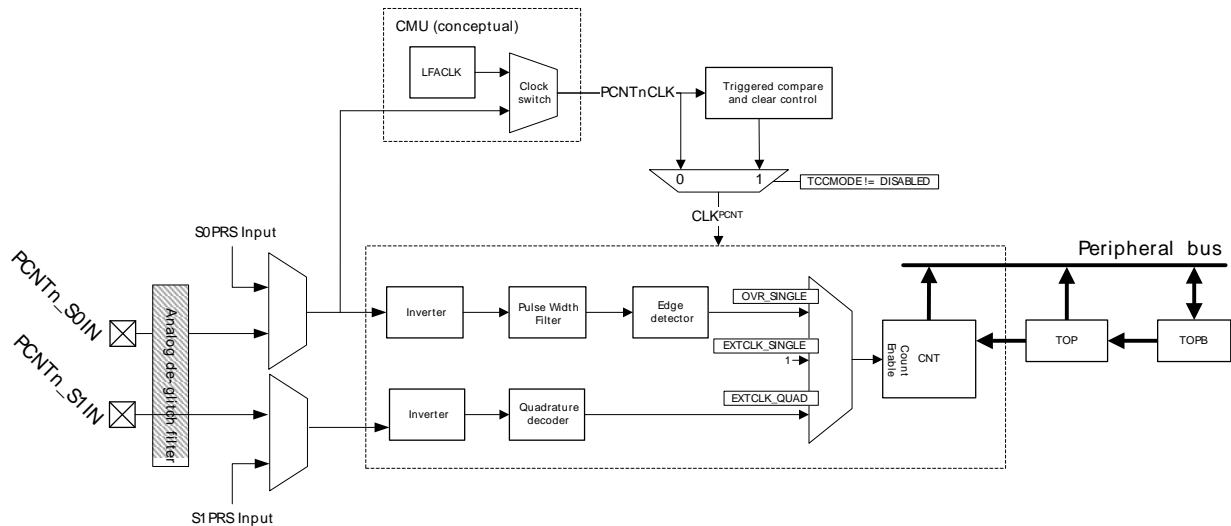 CMU (conceptual)
LFACLK
Clock
switch
PCNTnCLK
Triggered compare
and clear control
0
1
TCCMODE != DISABLED
CLKPCNT
S0PRS Input
PCNTn_S0IN
PCNTn_S1IN
Analog de-glitch filter
S1PRS Input
Inverter
Pulse Width
Filter
Edge
detector
OVR_SINGLE
EXTCLK_SINGLE
1
EXTCLK_QUAD
Inverter
Quadrature
decoder
Count
Enable
CNT
Peripheral bus
TOP
TOPB